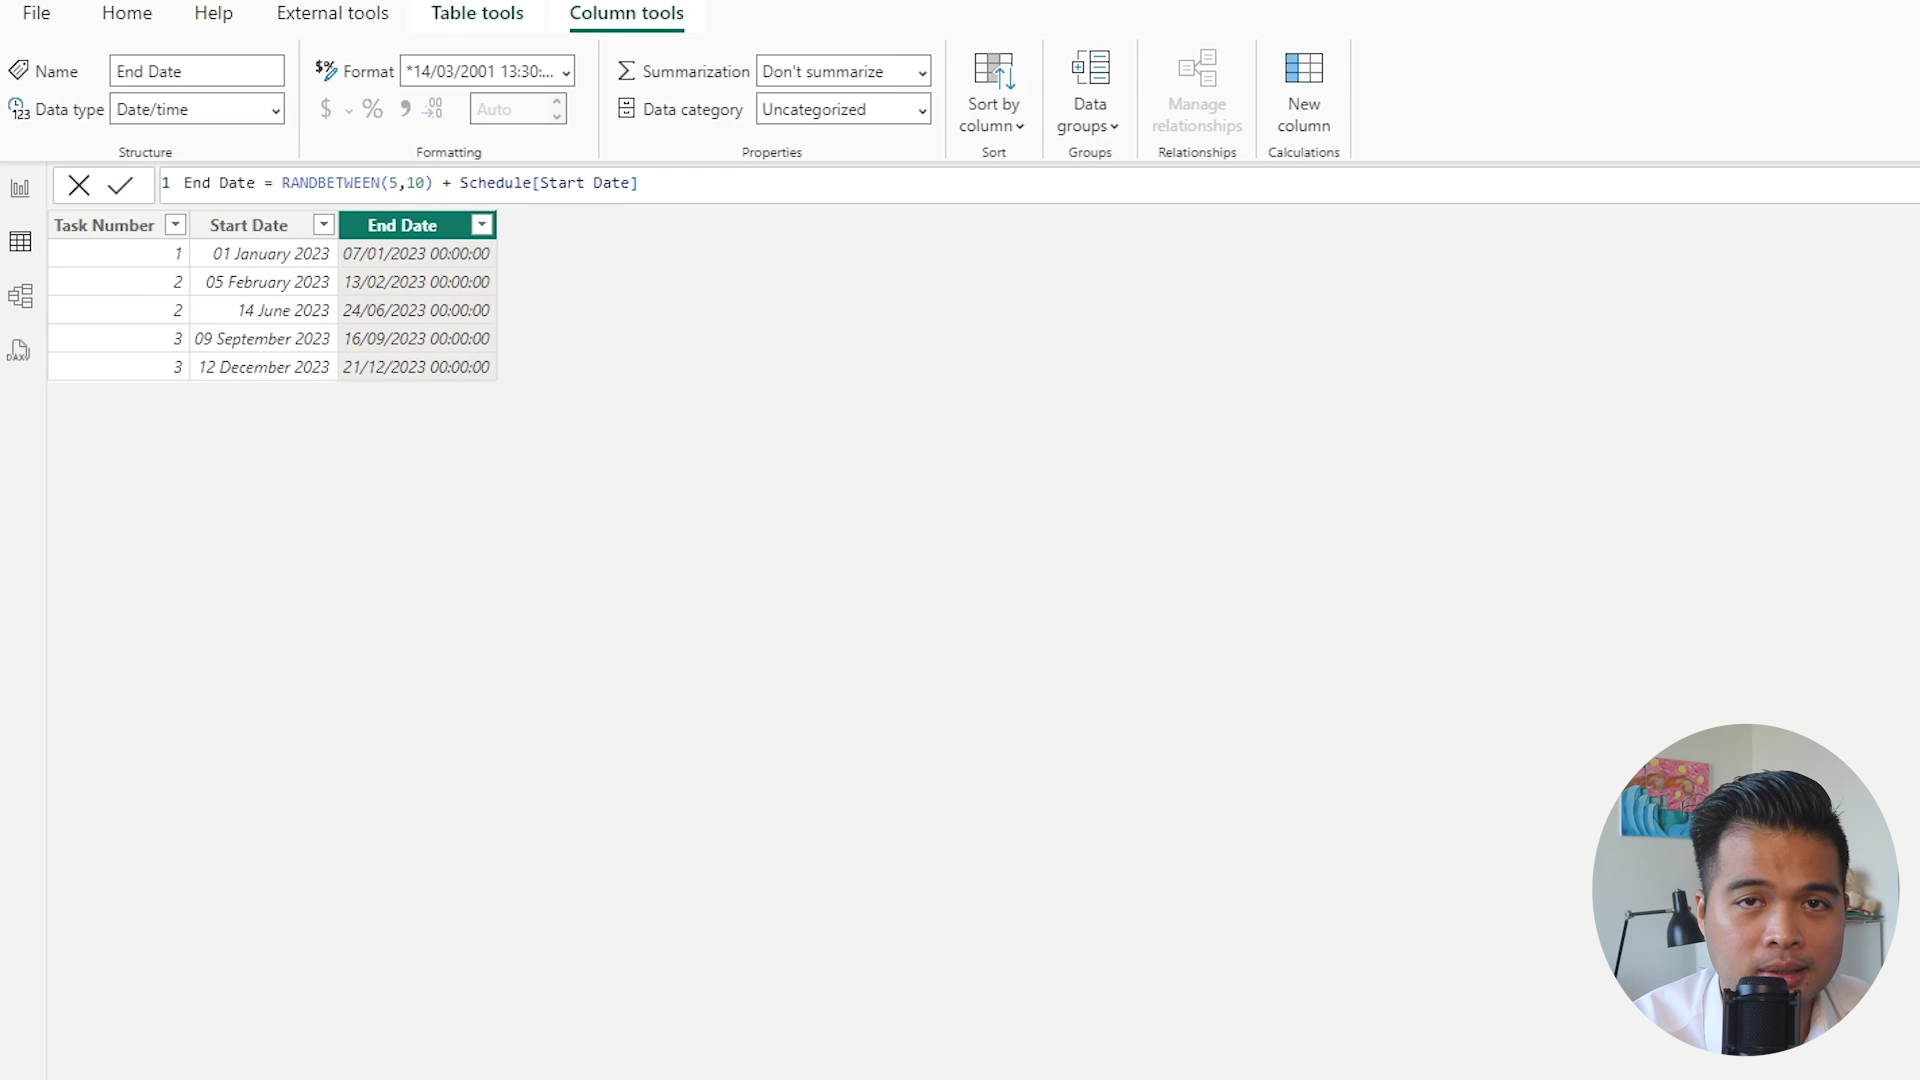 File Home Help External tools Table tools Column tools
Name End Date Format *14/03/2001 13:30:... Summarization Don't summarize
Data type Date/time $ % Auto Data category Uncategorized
Sort by column
Data groups
Manage relationships
New column
Structure Formatting Properties Sort Groups Relationships Calculations
1 End Date = RANDBETWEEN(5,10) + Schedule[Start Date]
Task Number Start Date End Date
1 01 January 2023 07/01/2023 00:00:00
2 05 February 2023 13/02/2023 00:00:00
2 14 June 2023 24/06/2023 00:00:00
3 09 September 2023 16/09/2023 00:00:00
3 12 December 2023 21/12/2023 00:00:00
DAX